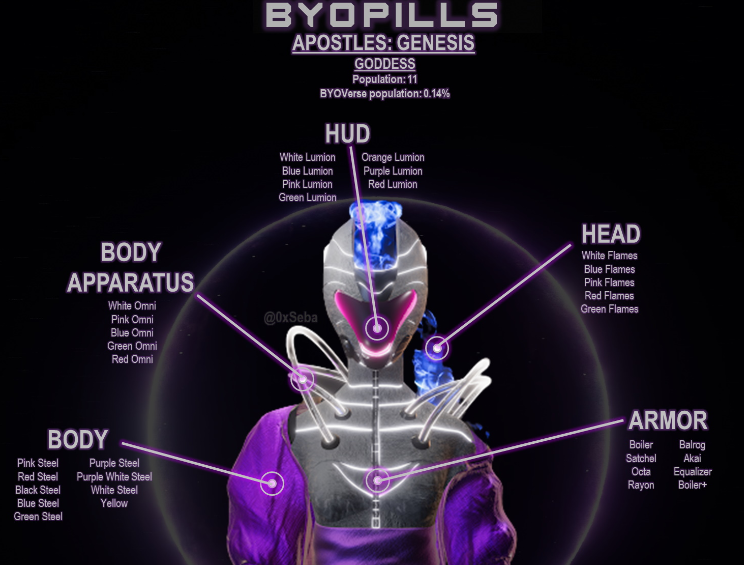 BYOPILLS
APOSTLES: GENESIS
GODDESS
Population: 11
BYOVerse population: 0.14%
HUD
White Lumion Orange Lumion
Blue Lumion Purple Lumion
Pink Lumion Red Lumion
Green Lumion
HEAD
White Flames
Blue Flames
Pink Flames
Red Flames
Green Flames
BODY
APPARATUS
White Omni
Pink Omni
Blue Omni
Green Omni
Red Omni
@0xSeba
BODY
Pink Steel Purple Steel
Red Steel Purple White Steel
Black Steel White Steel
Blue Steel Yellow
Green Steel
ARMOR
Boiler Balrog
Satchel Akai
Octa Equalizer
Rayon Boiler+